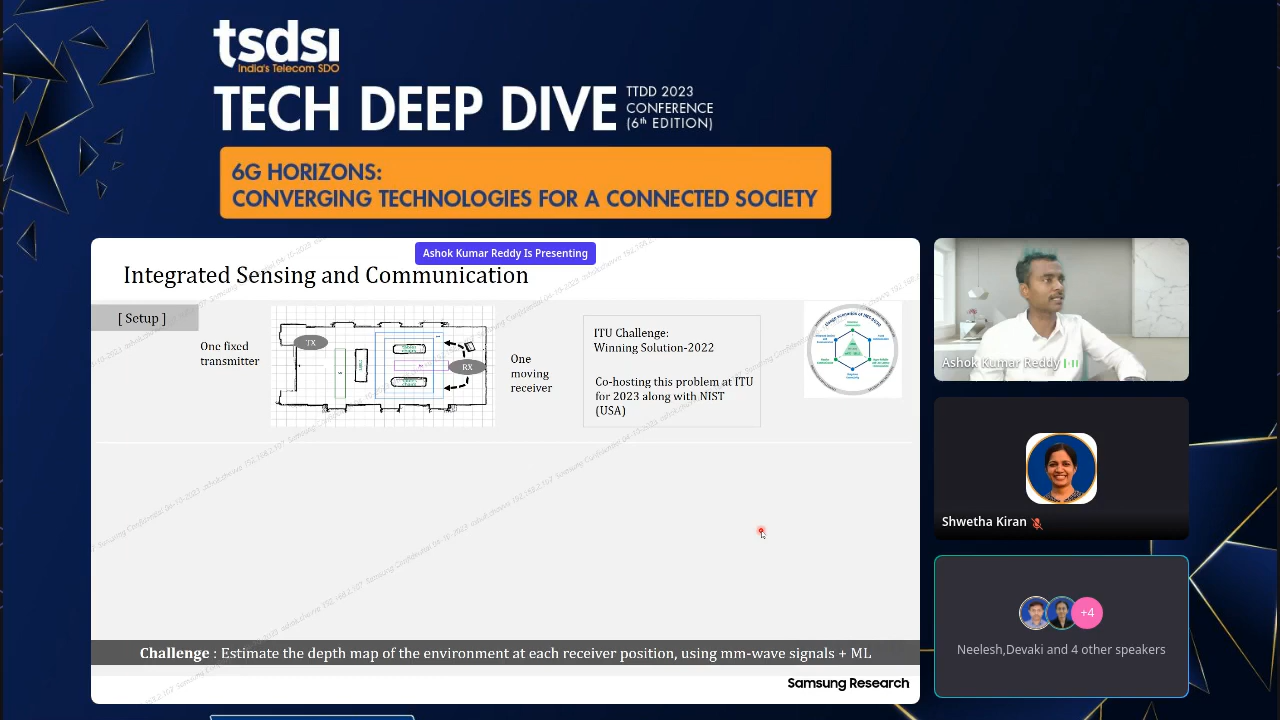 tsdsi
India's Telecom SDO
TECH DEEP DIVE
TTDD 2023
CONFERENCE
(6th EDITION)
6G HORIZONS:
CONVERGING TECHNOLOGIES FOR A CONNECTED SOCIETY
Ashok Kumar Reddy Is Presenting
Integrated Sensing and Communication
[ Setup ]
One fixed
transmitter
TX
RX
One
moving
receiver
ITU Challenge:
Winning Solution-2022
Co-hosting this problem at ITU
for 2023 along with NIST
(USA)
Challenge : Estimate the depth map of the environment at each receiver position, using mm-wave signals + ML
Samsung Research
Ashok Kumar Reddy
Shwetha Kiran
+4
Neelesh,Devaki and 4 other speakers